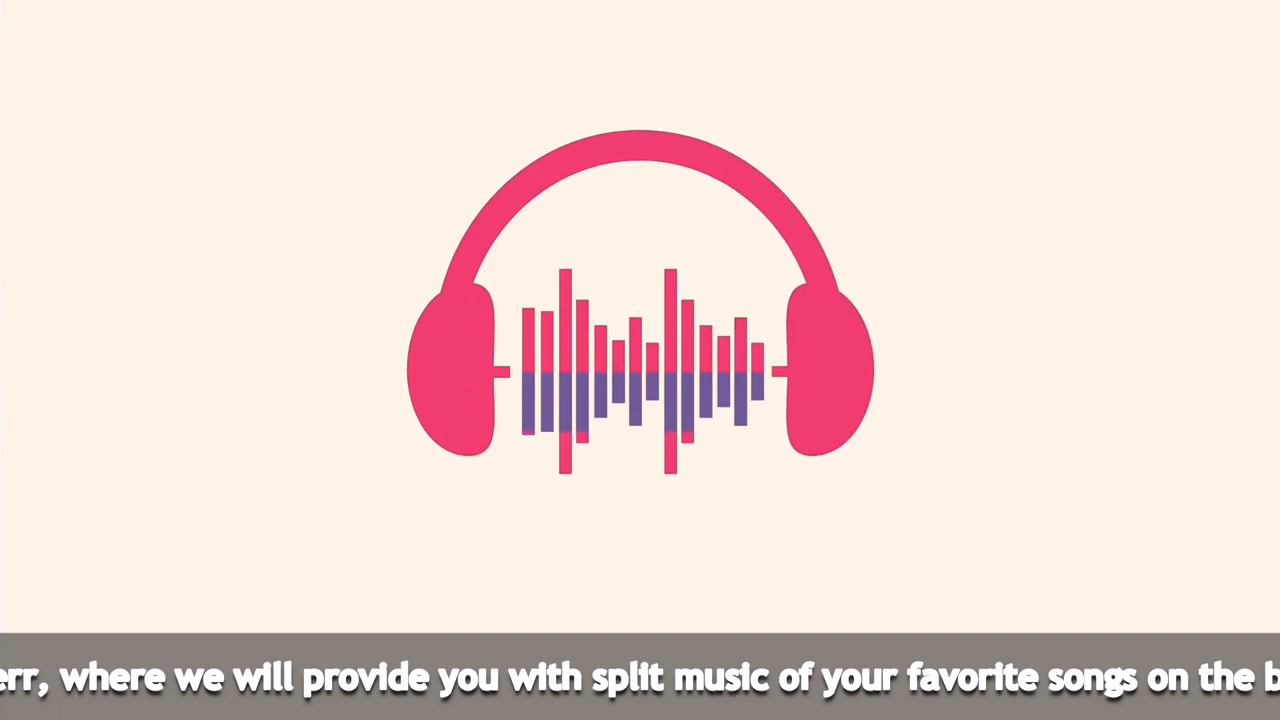 err, where we will provide you with split music of your favorite songs on the b